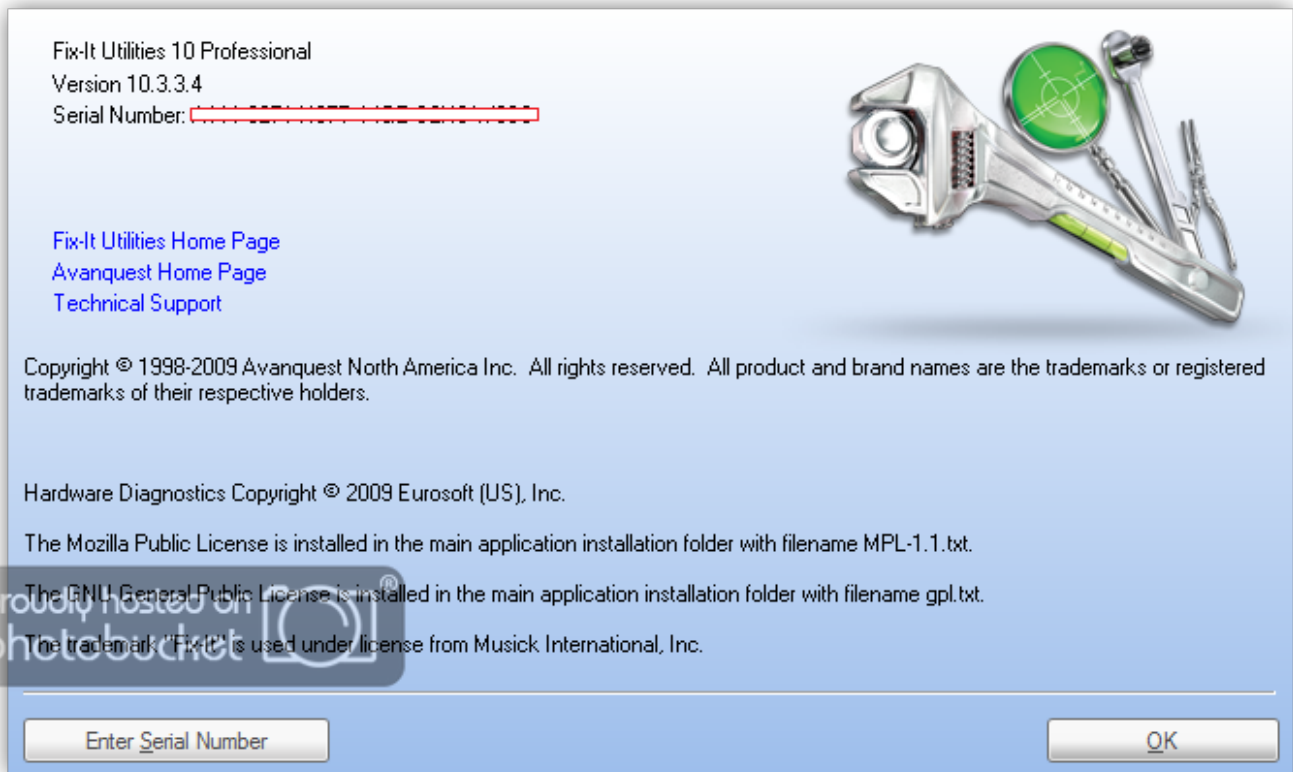 Fix-It Utilities 10 Professional
Version 10.3.3.4
Serial Number:
Fix-It Utilities Home Page
Avanquest Home Page
Technical Support
Copyright © 1998-2009 Avanquest North America Inc.  All rights reserved.  All product and brand names are the trademarks or registered
trademarks of their respective holders.
Hardware Diagnostics Copyright © 2009 Eurosoft (US), Inc.
The Mozilla Public License is installed in the main application installation folder with filename MPL-1.1.txt.
The GNU General Public License is installed in the main application installation folder with filename gpl.txt.
The trademark "Fix-It" is used under license from Musick International, Inc.
roudly hosted on
photobucket
Enter Serial Number
OK